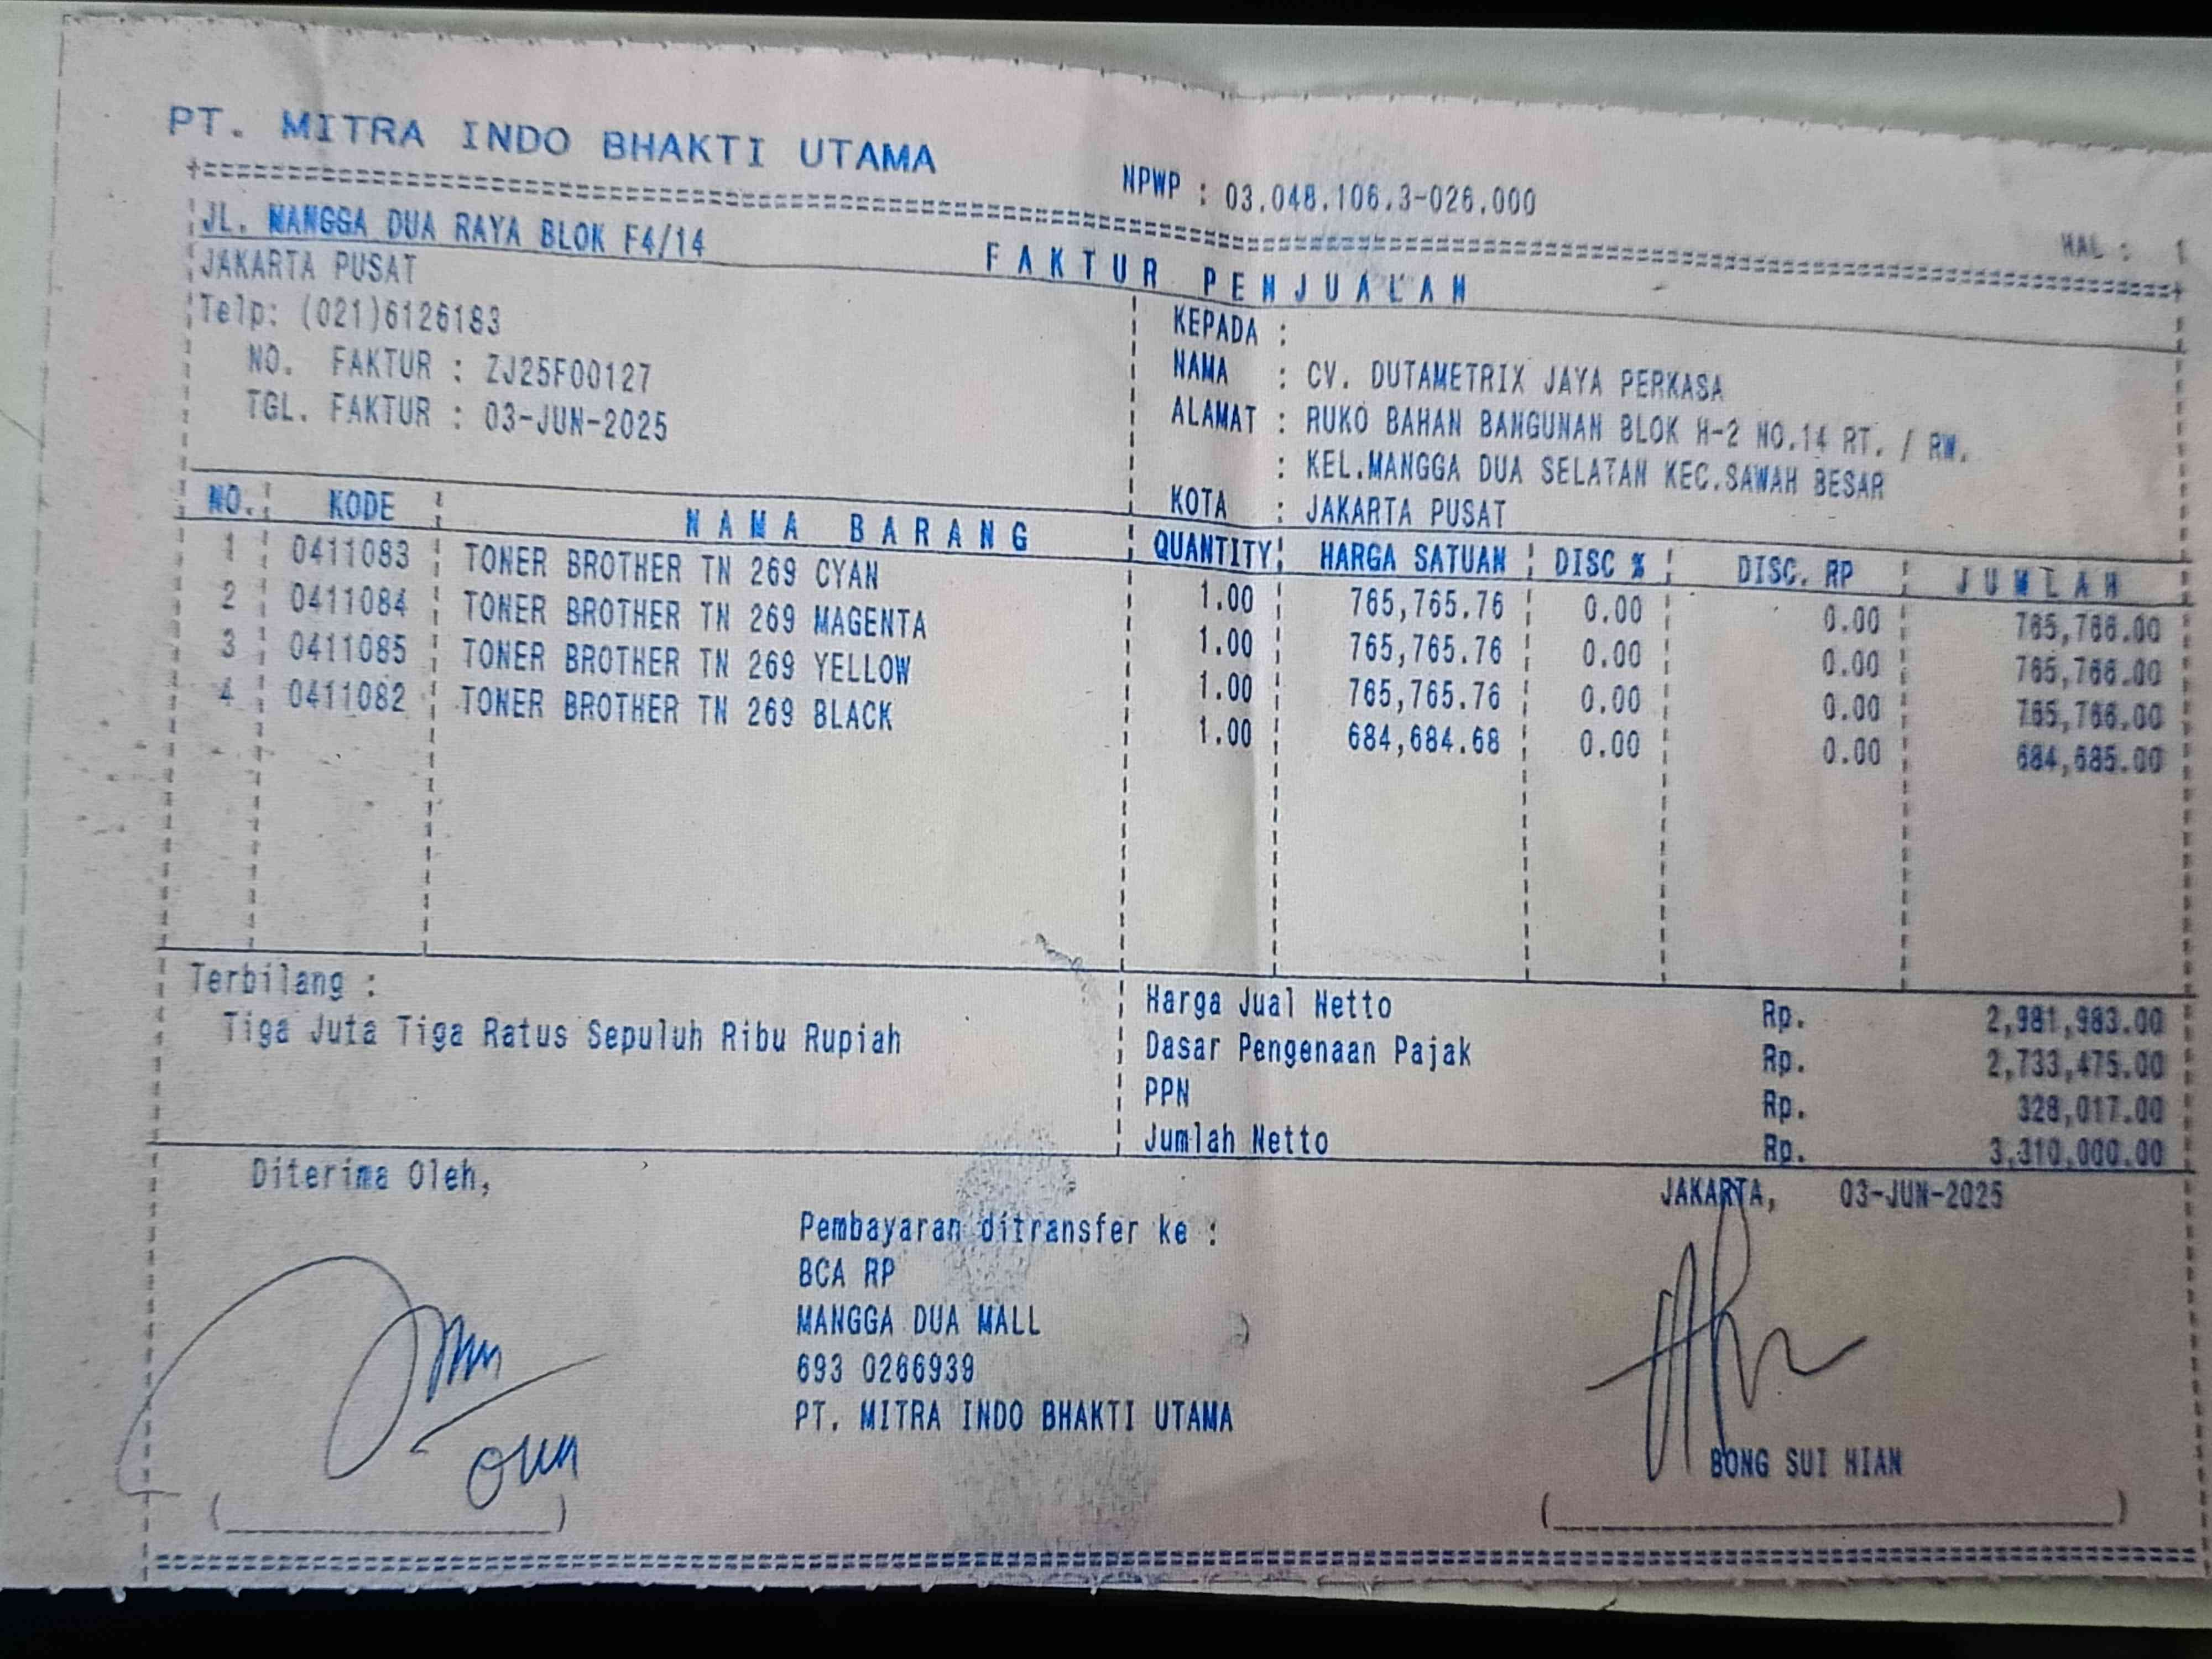 PT. MITRA INDO BHAKTI UTAMA
NPWP : 03.048.106.3-026.000
HAL : 1
JL. MANGGA DUA RAYA BLOK F4/14
FAKTUR PENJUALAN
JAKARTA PUSAT
Telp: (021)6126183
NO. FAKTUR : ZJ25F00127
TGL. FAKTUR : 03-JUN-2025
KEPADA :
NAMA : CV. DUTAMETRIX JAYA PERKASA
ALAMAT : RUKO BAHAN BANGUNAN BLOK H-2 NO.14 RT. / RW.
: KEL.MANGGA DUA SELATAN KEC.SAWAH BESAR
KOTA : JAKARTA PUSAT
NO. KODE NAMA BARANG QUANTITY HARGA SATUAN DISC % DISC. RP JUMLAH
1 0411083 TONER BROTHER TN 269 CYAN 1.00 765,765.76 0.00 0.00 765,766.00
2 0411084 TONER BROTHER TN 269 MAGENTA 1.00 765,765.76 0.00 0.00 765,766.00
3 0411085 TONER BROTHER TN 269 YELLOW 1.00 765,765.76 0.00 0.00 765,766.00
4 0411082 TONER BROTHER TN 269 BLACK 1.00 684,684.68 0.00 0.00 684,685.00
Terbilang :
Tiga Juta Tiga Ratus Sepuluh Ribu Rupiah
Harga Jual Netto Rp. 2,981,983.00
Dasar Pengenaan Pajak Rp. 2,733,475.00
PPN Rp. 328,017.00
Jumlah Netto Rp. 3,310,000.00
Diterima Oleh,
JAKARTA, 03-JUN-2025
Pembayaran ditransfer ke :
BCA RP
MANGGA DUA MALL
693 0266939
PT. MITRA INDO BHAKTI UTAMA
BONG SUI HIAN